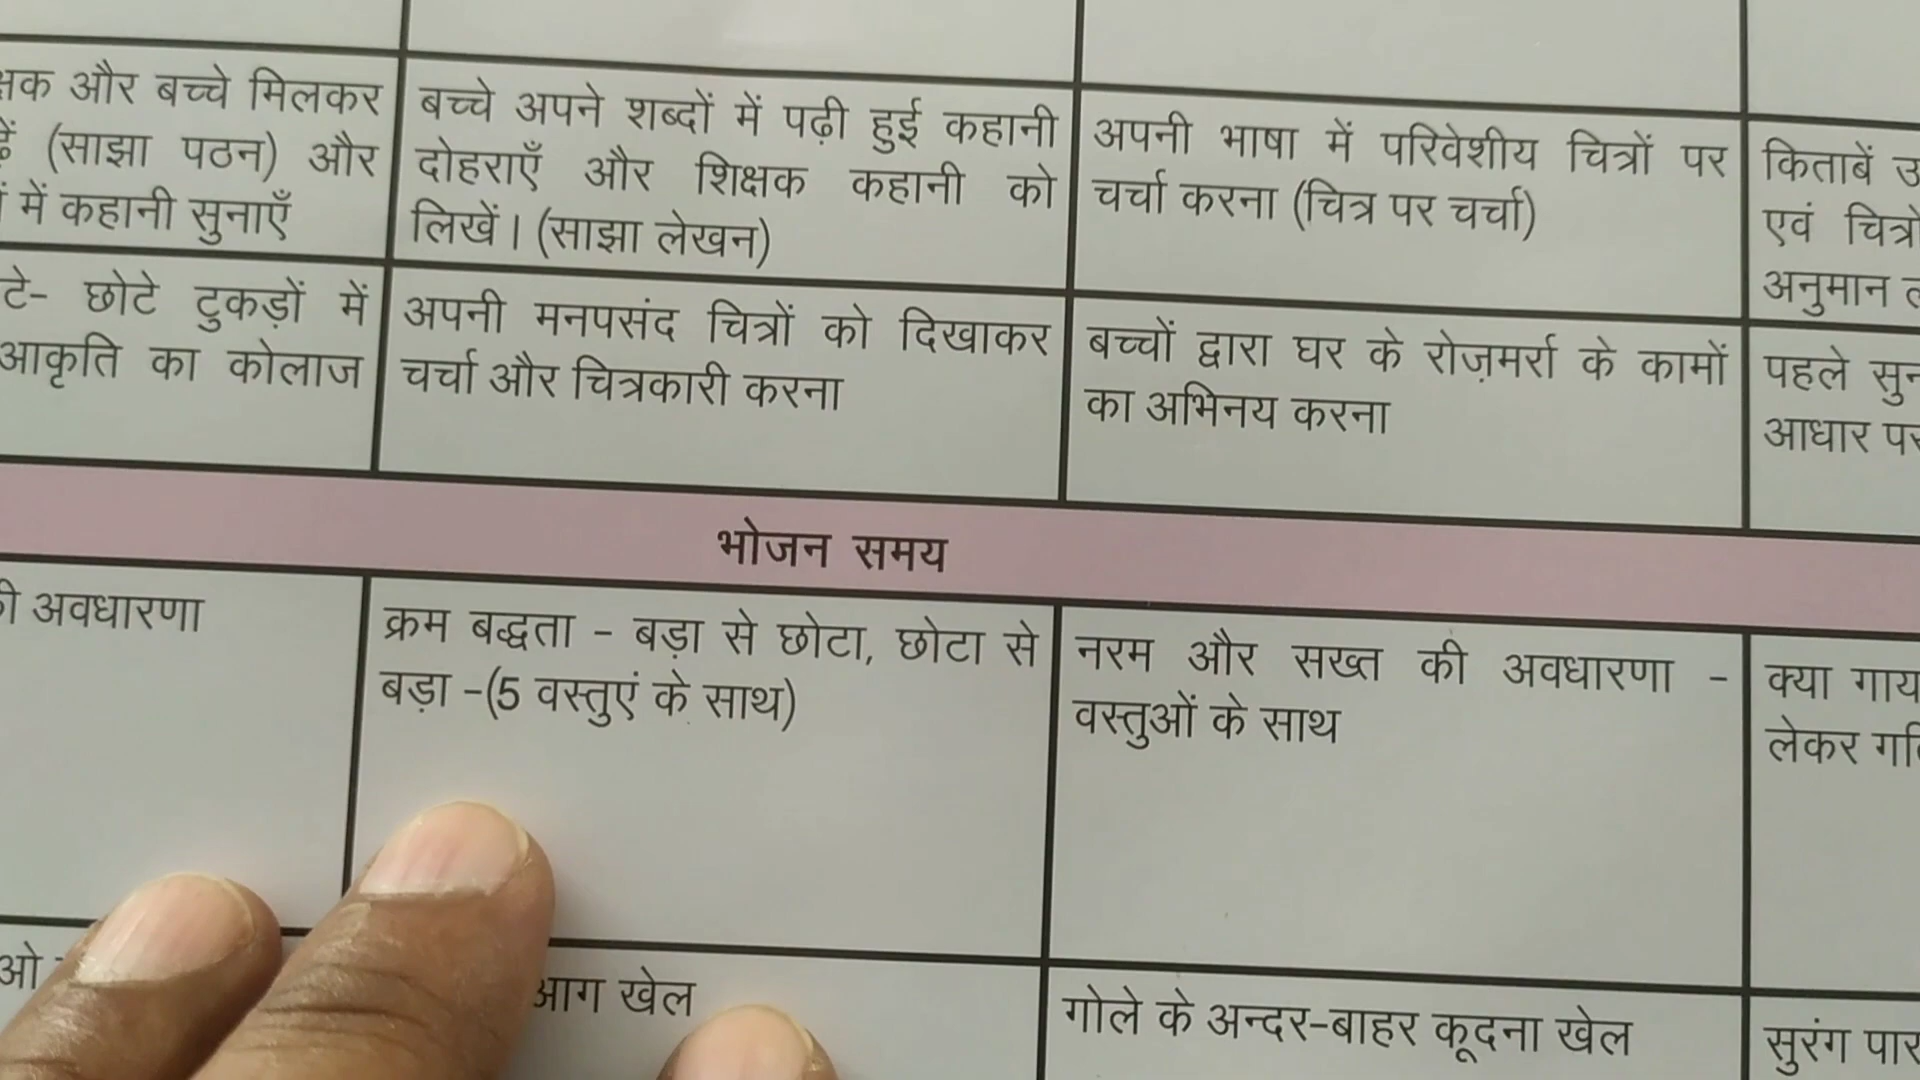 और बच्चे मिलकर
(साझा पठन) और
में कहानी सुनाएँ
बच्चे अपने शब्दों में पढ़ी हुई कहानी
दोहराएँ और शिक्षक कहानी को
लिखें। (साझा लेखन)
अपनी भाषा में परिवेशीय चित्रों पर
चर्चा करना (चित्र पर चर्चा)
किताबें
एवं
अनुमान
छोटे टुकड़ों में
आकृति का कोलाज
अपनी मनपसंद चित्रों को दिखाकर
चर्चा और चित्रकारी करना
बच्चों द्वारा घर के रोज़मर्रा के कामों
का अभिनय करना
पहले
आधार
भोजन समय
अवधारणा
क्रम बद्धता - बड़ा से छोटा, छोटा से
बड़ा -(5 वस्तुएं के साथ)
नरम और सख्त की अवधारणा -
वस्तुओं के साथ
क्या
लेकर
आग खेल
गोले के अन्दर-बाहर कूदना खेल
सुरंग